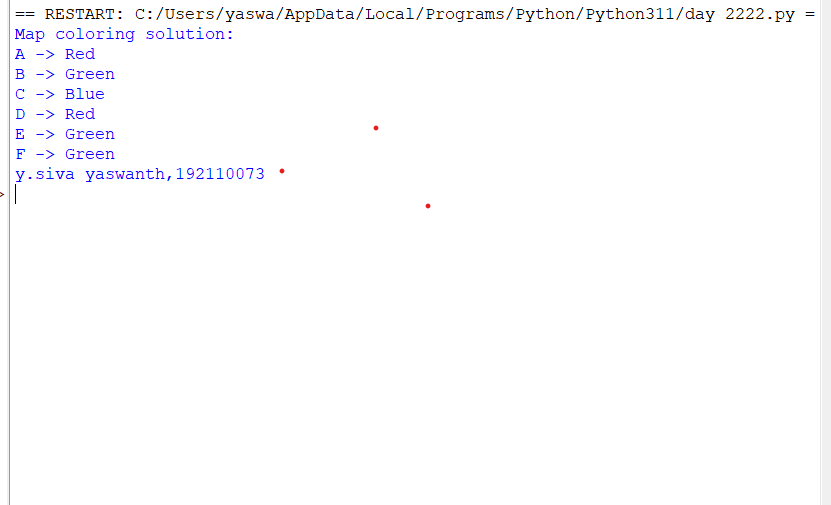 == RESTART: C:/Users/yaswa/AppData/Local/Programs/Python/Python311/day 2222.py =
Map coloring solution:
A -> Red
B -> Green
C -> Blue
D -> Red
E -> Green
F -> Green
y.siva yaswanth,192110073
>